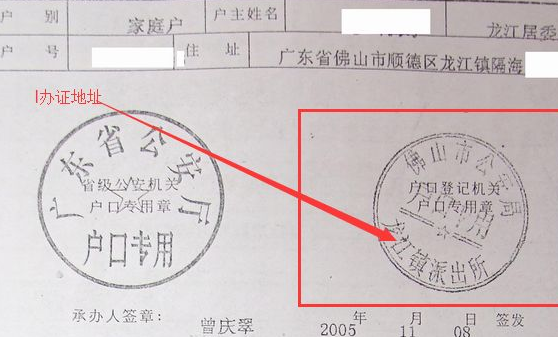 户 别 家庭户 户主姓名 龙江居委
户 号 住 址 广东省佛山市顺德区龙江镇隔海
I办证地址
广东省公安厅
省级公安机关
户口专用章
户口专用
佛山市公安局
户口登记机关
户口专用章
龙江镇派出所
承办人签章： 曾庆翠 2005 年 11 月 08 日 签发